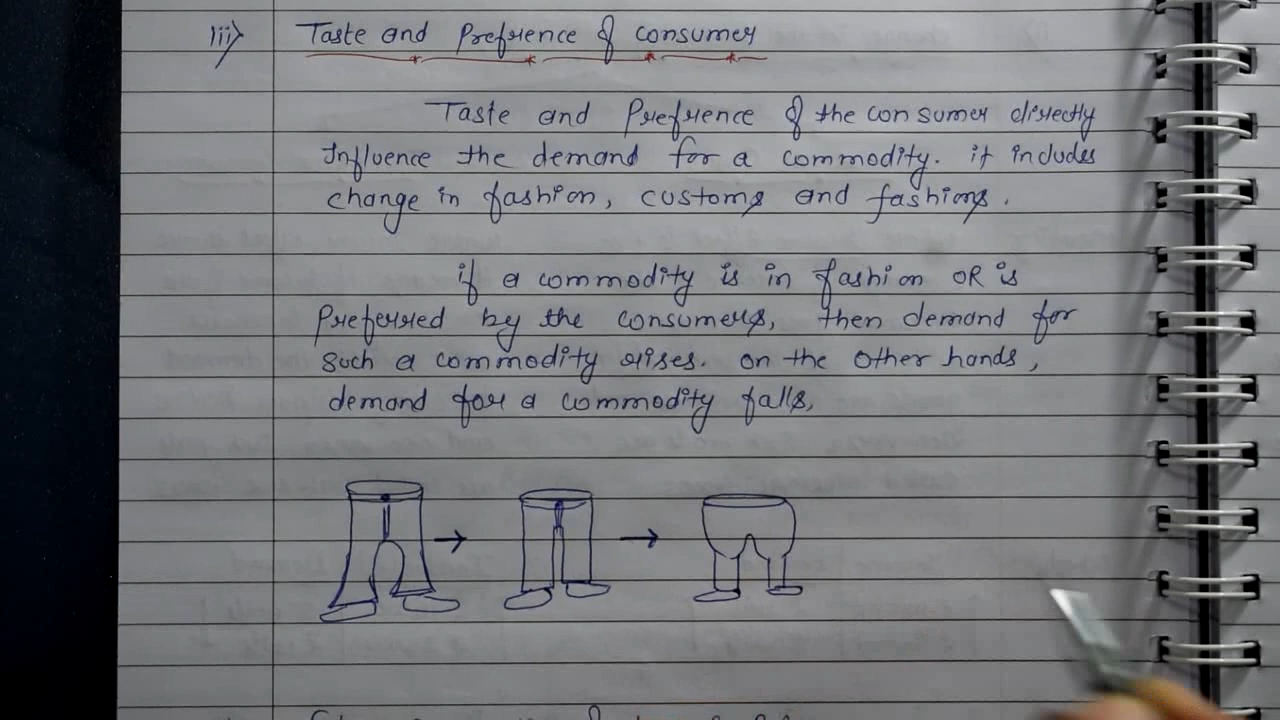 iii) Taste and Prefrence of consumer
Taste and Prefrence of the consumer directly
Influence the demand for a commodity. it includes
change in fashion, customs and fashions.
if a commodity is in fashion OR is
Preferred by the consumers, then demand for
such a commodity rises. on the other hands,
demand for a commodity falls,